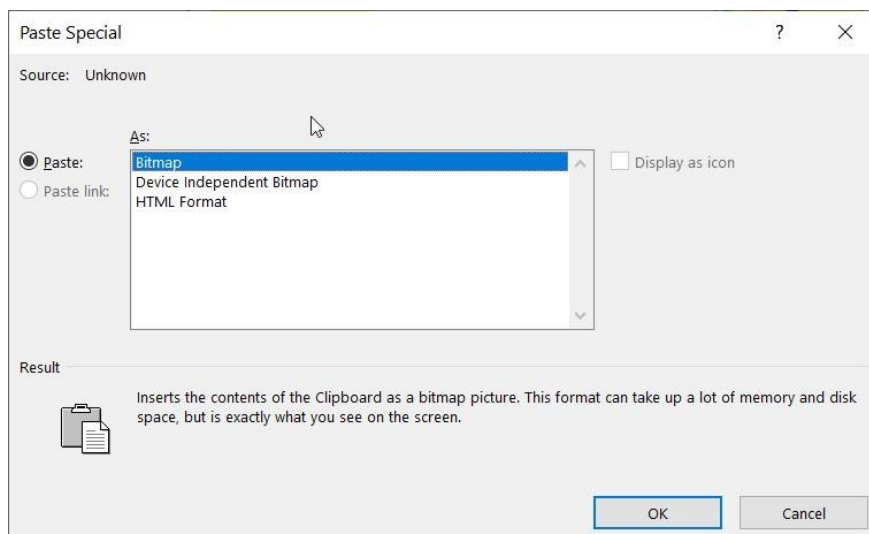 Paste Special
Source: Unknown
As:
Paste:
Paste link:
Bitmap
Device Independent Bitmap
HTML Format
Display as icon
Result
Inserts the contents of the Clipboard as a bitmap picture. This format can take up a lot of memory and disk
space, but is exactly what you see on the screen.
OK
Cancel